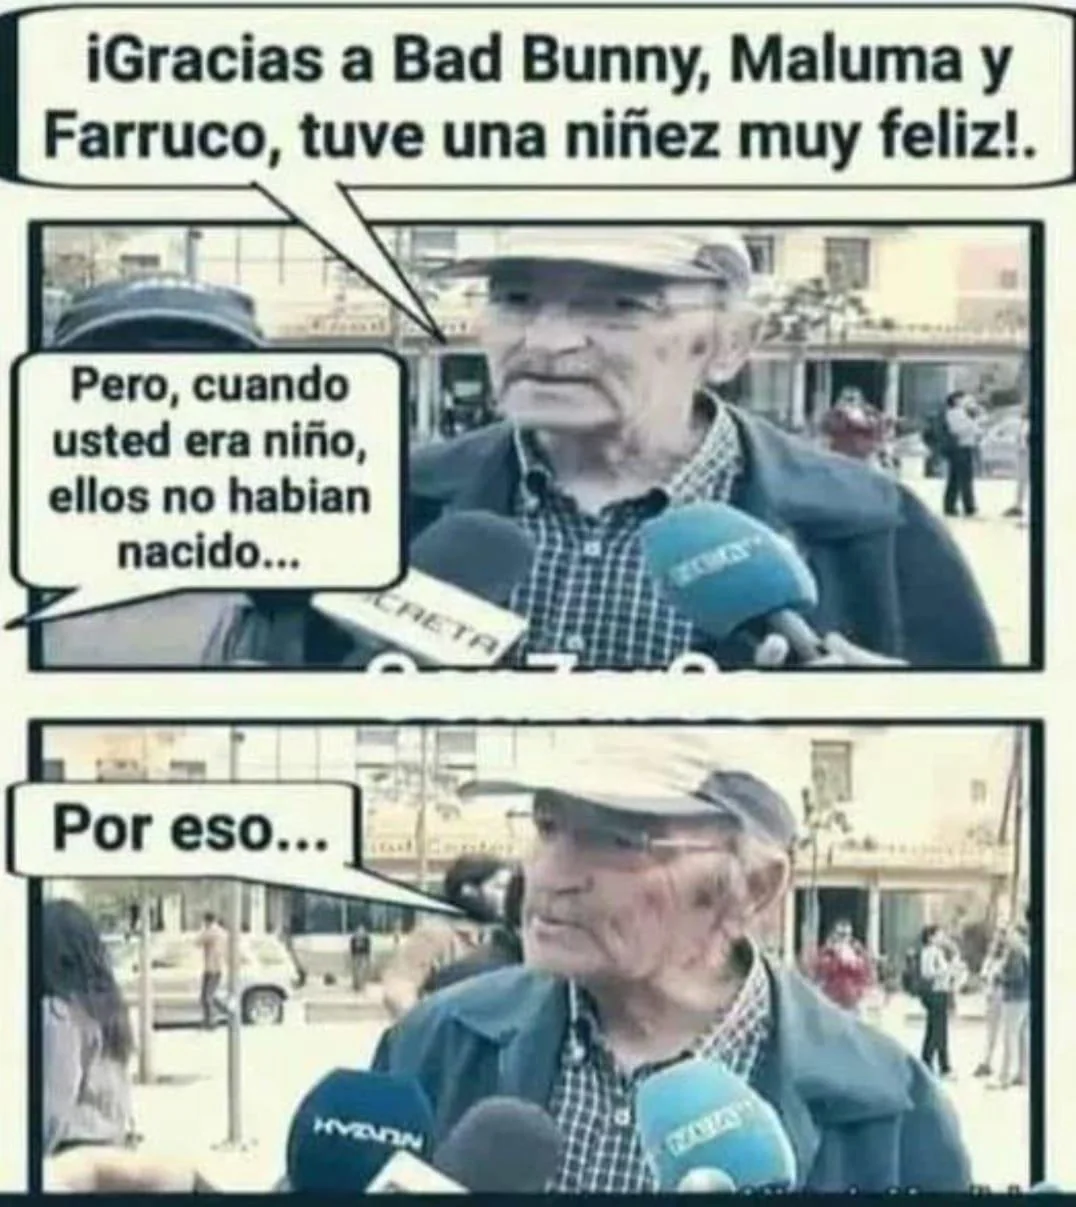 ¡Gracias a Bad Bunny, Maluma y
Farruco, tuve una niñez muy feliz!.
Pero, cuando
usted era niño,
ellos no habian
nacido...
Por eso...